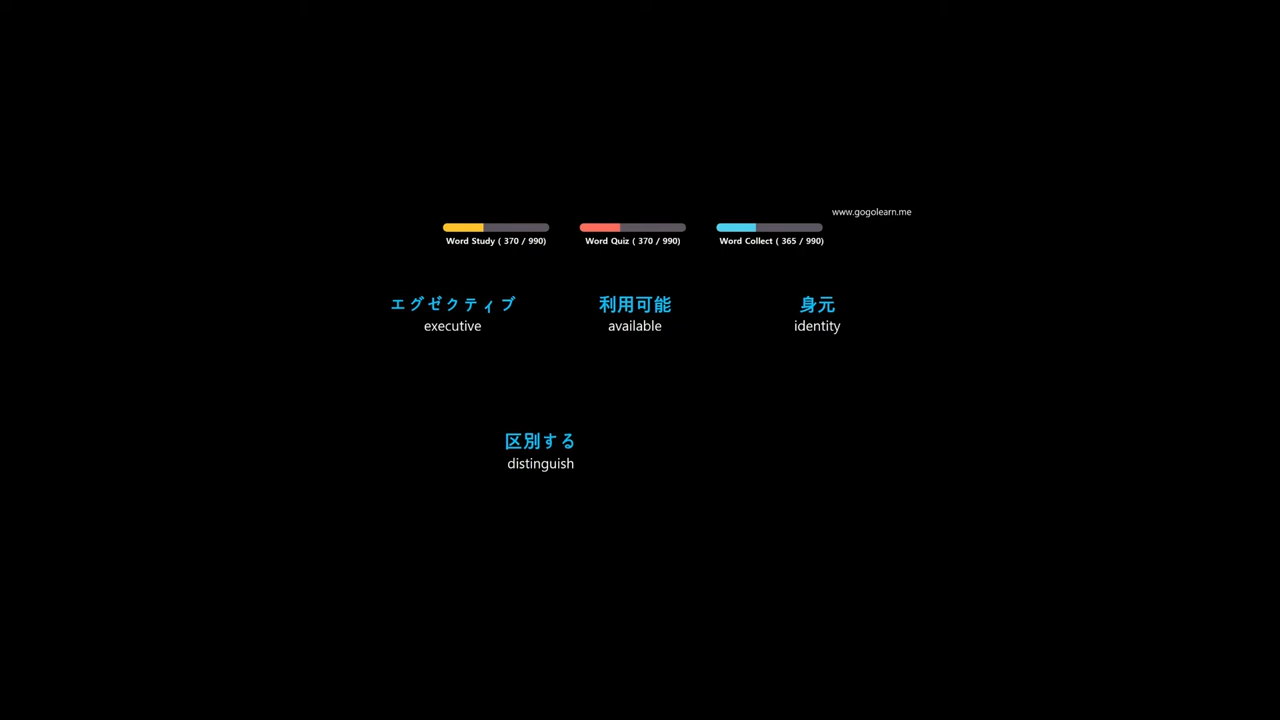 www.gogolearn.me
Word Study ( 370 / 990)
Word Quiz ( 370 / 990)
Word Collect ( 365 / 990)
エグゼクティブ
executive
利用可能
available
身元
identity
区別する
distinguish